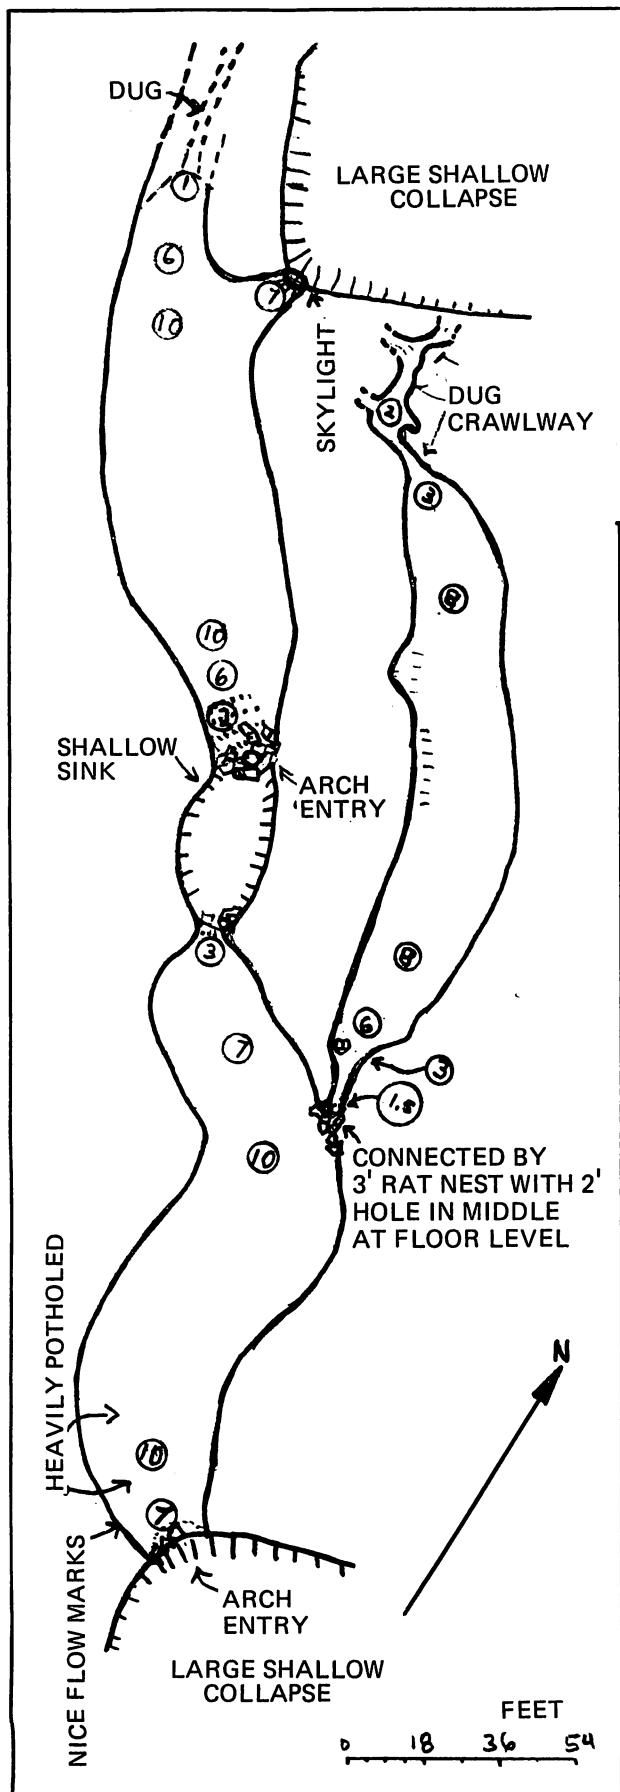 DUG
LARGE SHALLOW
COLLAPSE
1
6
7
10
SKYLIGHT
2
DUG
CRAWLWAY
3
8
10
6
SHALLOW
SINK
ARCH
ENTRY
3
8
6
7
8
3
1.5
10
CONNECTED BY
3' RAT NEST WITH 2'
HOLE IN MIDDLE
AT FLOOR LEVEL
HEAVILY POTHOLED
N
10
7
NICE FLOW MARKS
ARCH
ENTRY
LARGE SHALLOW
COLLAPSE
FEET
0 18 36 54